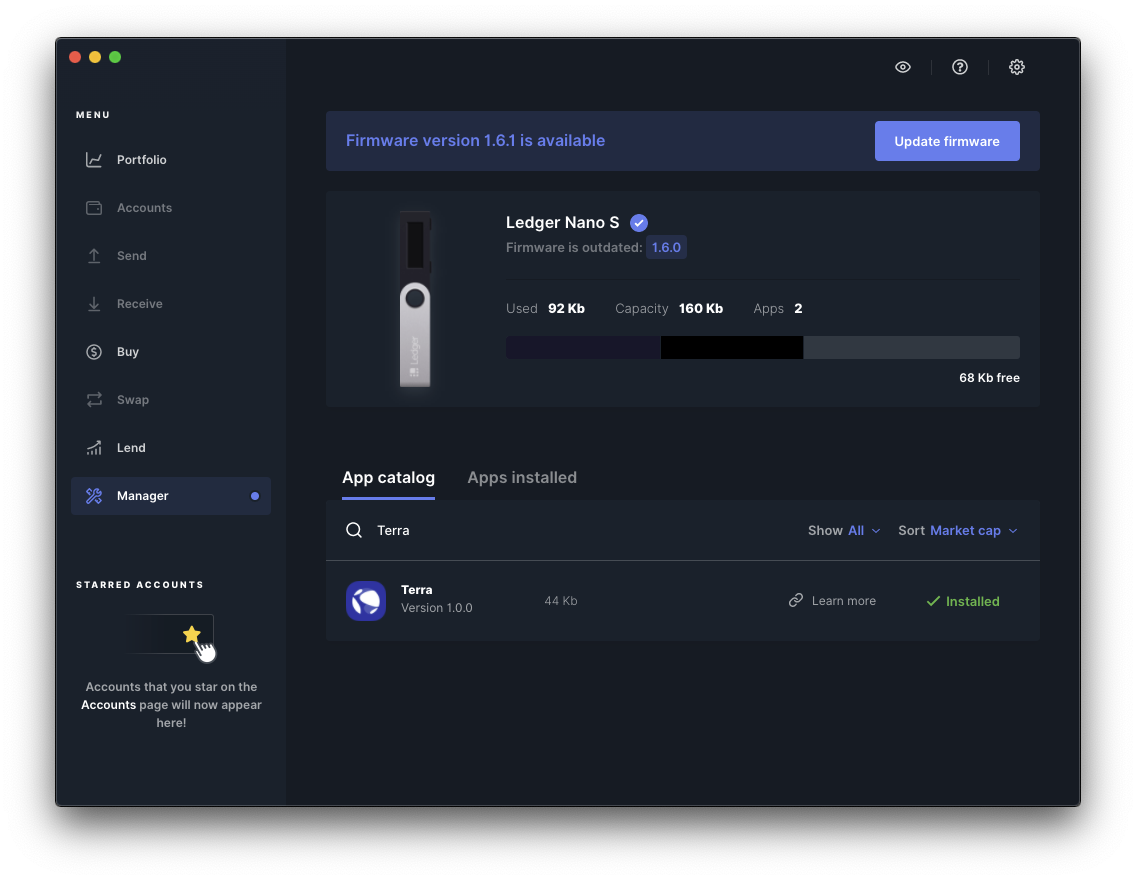 MENU
Portfolio
Accounts
Send
Receive
Buy
Swap
Lend
Manager
STARRED ACCOUNTS
Accounts that you star on the
Accounts page will now appear
here!
Firmware version 1.6.1 is available
Update firmware
Ledger
Ledger Nano S
Firmware is outdated: 1.6.0
Used 92 Kb Capacity 160 Kb Apps 2
68 Kb free
App catalog Apps installed
Terra Show All Sort Market cap
Terra
Version 1.0.0
44 Kb
Learn more
Installed